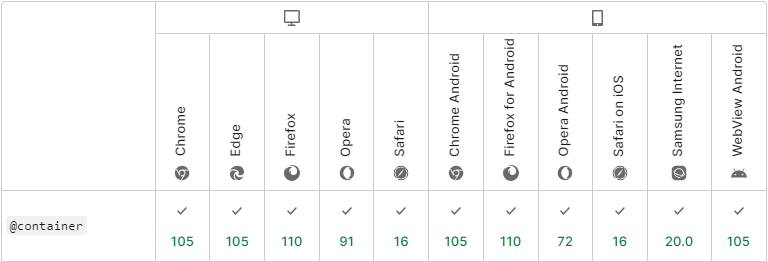 Chrome
Edge
Firefox
Opera
Safari
Chrome Android
Firefox for Android
Opera Android
Safari on iOS
Samsung Internet
WebView Android
@container
105 105 110 91 16 105 110 72 16 20.0 105